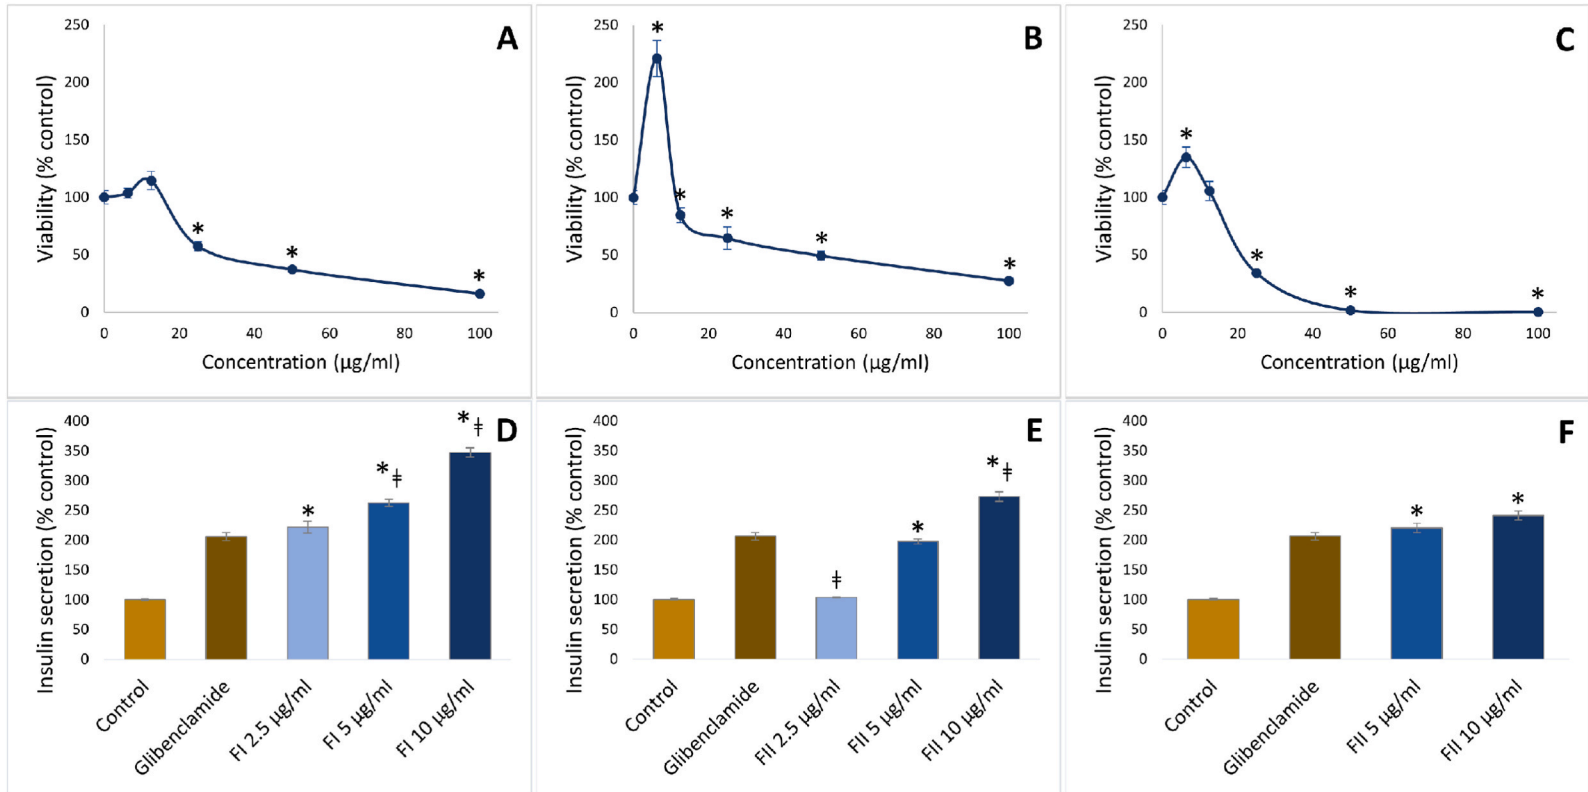 A
Viability (% control)
250
200
150
100
50
0
*
*
*
0
20
40
60
80
100
Concentration (µg/ml)
B
Viability (% control)
250
200
150
100
50
0
*
*
*
*
*
0
20
40
60
80
100
Concentration (µg/ml)
C
Viability (% control)
250
200
150
100
50
0
*
*
*
*
0
20
40
60
80
100
Concentration (µg/ml)
D
Insulin secretion (% control)
400
350
300
250
200
150
100
50
0
*
*ǂ
*ǂ
Control
Glibenclamide
FI 2.5 µg/ml
FI 5 µg/ml
FI 10 µg/ml
E
Insulin secretion (% control)
400
350
300
250
200
150
100
50
0
ǂ
*
*ǂ
Control
Glibenclamide
FII 2.5 µg/ml
FII 5 µg/ml
FII 10 µg/ml
F
Insulin secretion (% control)
400
350
300
250
200
150
100
50
0
*
*
Control
Glibenclamide
FII 5 µg/ml
FII 10 µg/ml